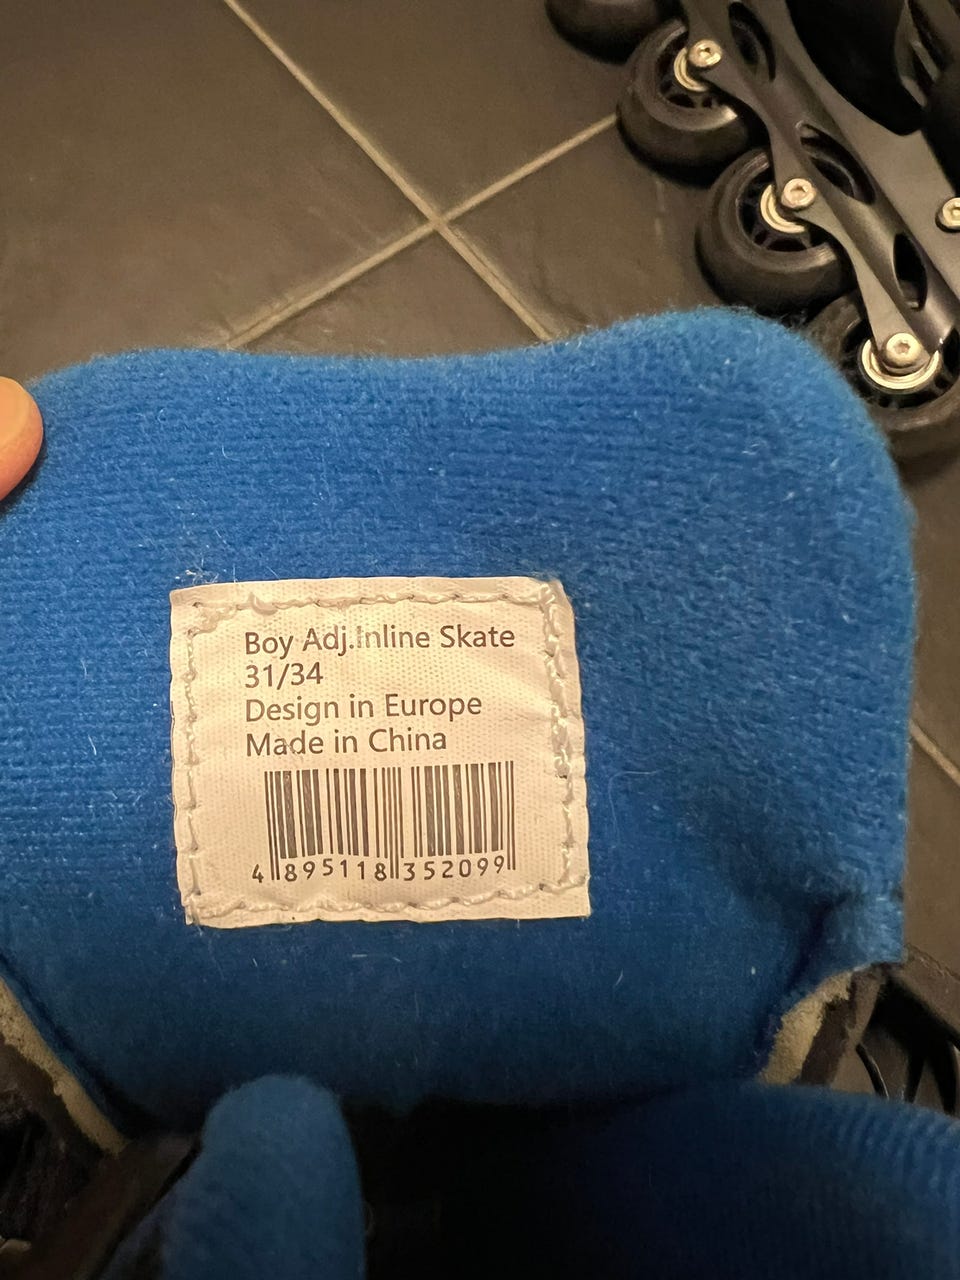 Boy Adj.Inline Skate
31/34
Design in Europe
Made in China
4 895118 352099